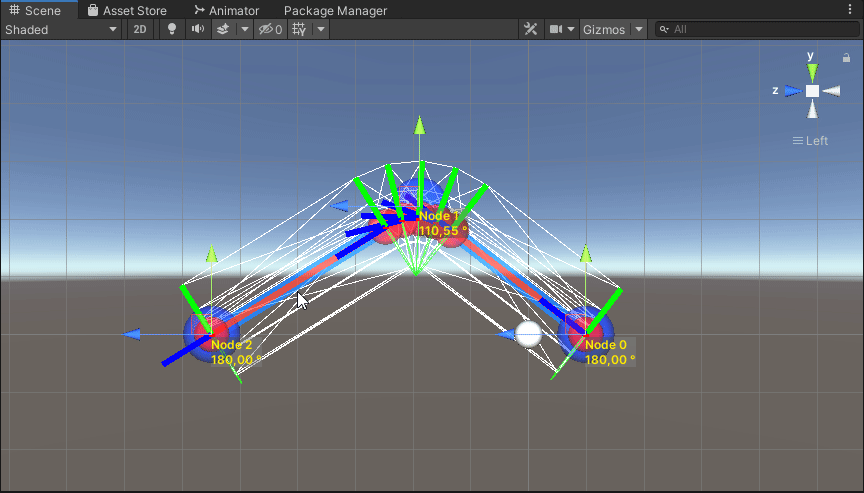 Scene Asset Store Animator Package Manager
Shaded 2D 0 Gizmos All
y
z
Left
Node 1
110,55 °
Node 2
180,00 °
Node 0
180,00 °